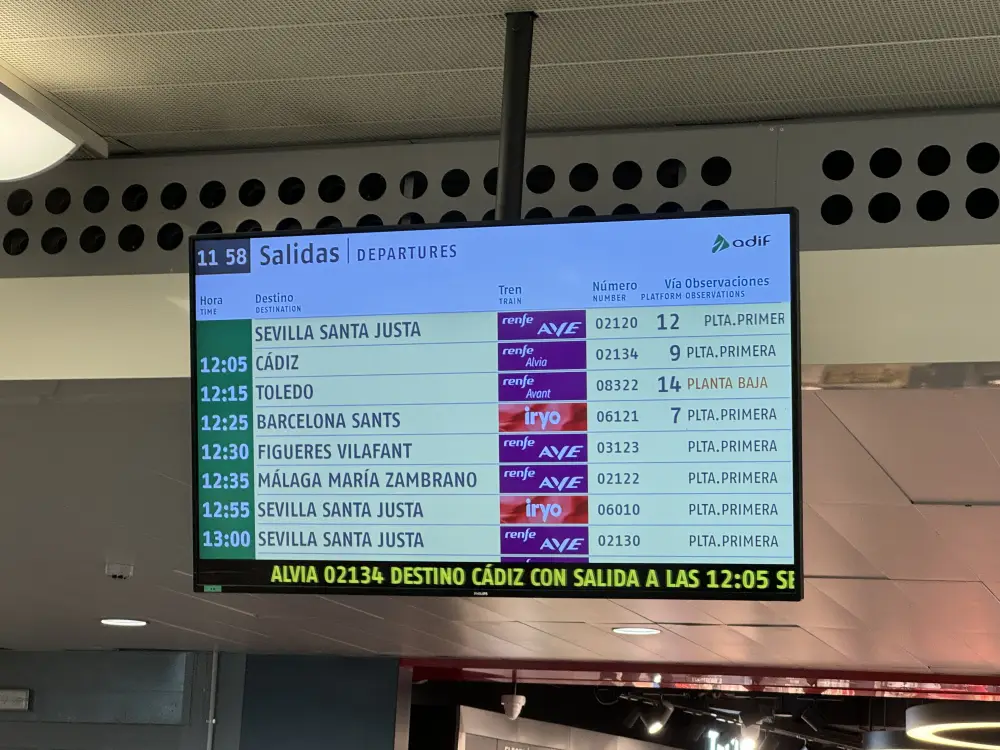 11 58 Salidas | DEPARTURES adif
Hora Destino Tren Número Vía Observaciones
TIME DESTINATION TRAIN NUMBER PLATFORM OBSERVATIONS
SEVILLA SANTA JUSTA renfe AVE 02120 12 PLTA.PRIMER
12:05 CÁDIZ renfe Alvia 02134 9 PLTA.PRIMERA
12:15 TOLEDO renfe Avant 08322 14 PLANTA BAJA
12:25 BARCELONA SANTS iryo 06121 7 PLTA.PRIMERA
12:30 FIGUERES VILAFANT renfe AVE 03123 PLTA.PRIMERA
12:35 MÁLAGA MARÍA ZAMBRANO renfe AVE 02122 PLTA.PRIMERA
12:55 SEVILLA SANTA JUSTA iryo 06010 PLTA.PRIMERA
13:00 SEVILLA SANTA JUSTA renfe AVE 02130 PLTA.PRIMERA
ALVIA 02134 DESTINO CÁDIZ CON SALIDA A LAS 12:05 SE
PHILIPS